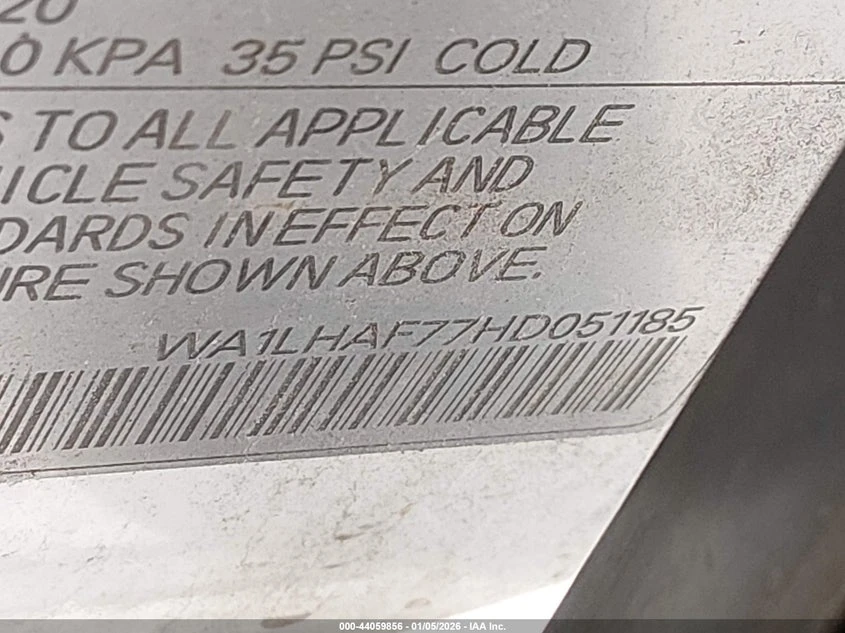 20
0 KPA 35 PSI COLD
S TO ALL APPLICABLE
ICLE SAFETY AND
DARDS IN EFFECT ON
URE SHOWN ABOVE.
WA1LHAF77HD051185
000-44059856 - 01/05/2026 - IAA Inc.